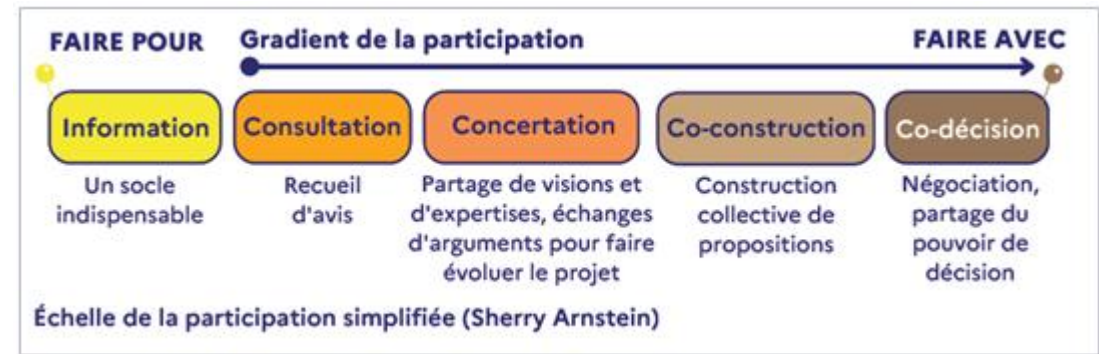 FAIRE POUR
Gradient de la participation
FAIRE AVEC
Information
Un socle
indispensable
Consultation
Recueil
d'avis
Concertation
Partage de visions et
d'expertises, échanges
d'arguments pour faire
évoluer le projet
Co-construction
Construction
collective de
propositions
Co-décision
Négociation,
partage du
pouvoir de
décision
Échelle de la participation simplifiée (Sherry Arnstein)